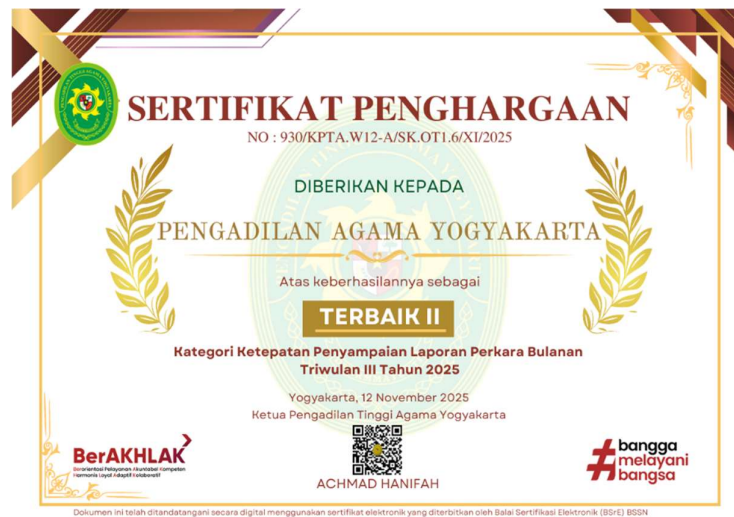 SERTIFIKAT PENGHARGAAN
NO : 930/KPTA.W12-A/SK.OT1.6/XI/2025
DIBERIKAN KEPADA
PENGADILAN AGAMA YOGYAKARTA
Atas keberhasilannya sebagai
TERBAIK II
Kategori Ketepatan Penyampaian Laporan Perkara Bulanan
Triwulan III Tahun 2025
Yogyakarta, 12 November 2025
Ketua Pengadilan Tinggi Agama Yogyakarta
ACHMAD HANIFAH
BerAKHLAK
Berorientasi Pelayanan Akuntabel Kompeten
Harmonis Loyal Adaptif Kolaboratif
#bangga
melayani
bangsa
Dokumen ini telah ditandatangani secara digital menggunakan sertifikat elektronik yang diterbitkan oleh Balai Sertifikasi Elektronik (BSrE) BSSN